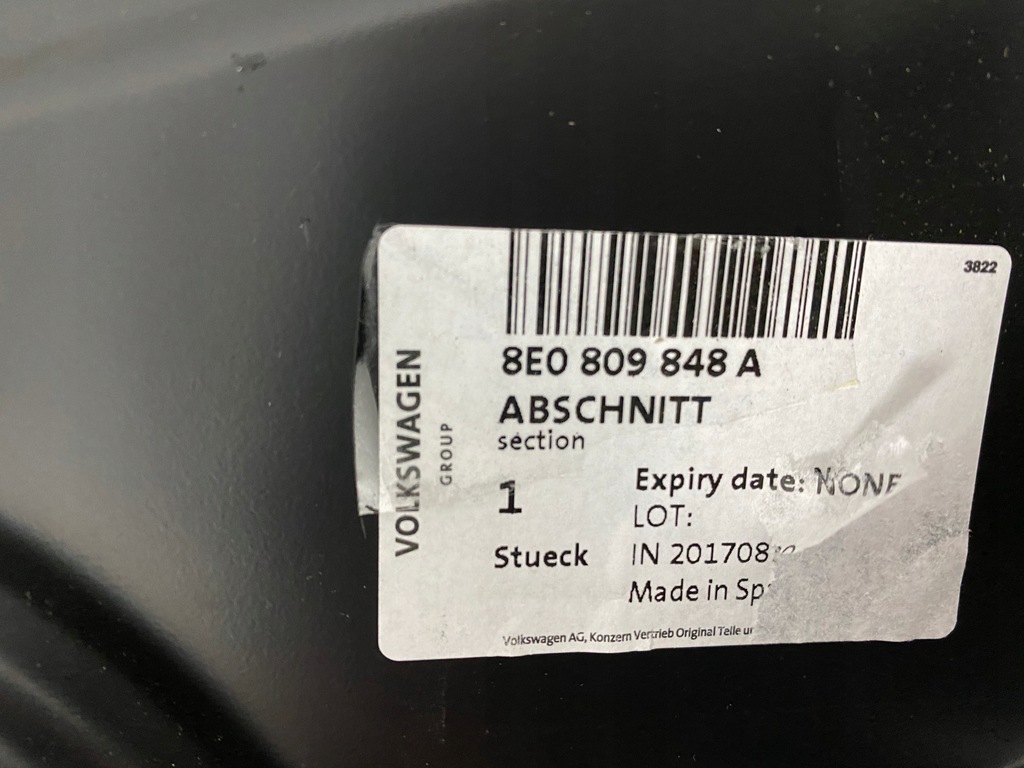 3822
8E0 809 848 A
ABSCHNITT
section
VOLKSWAGEN
GROUP
1
Stueck
Expiry date: NONE
LOT:
IN 201708
Made in
Volkswagen AG, Konzern Vertrieb Original Teile